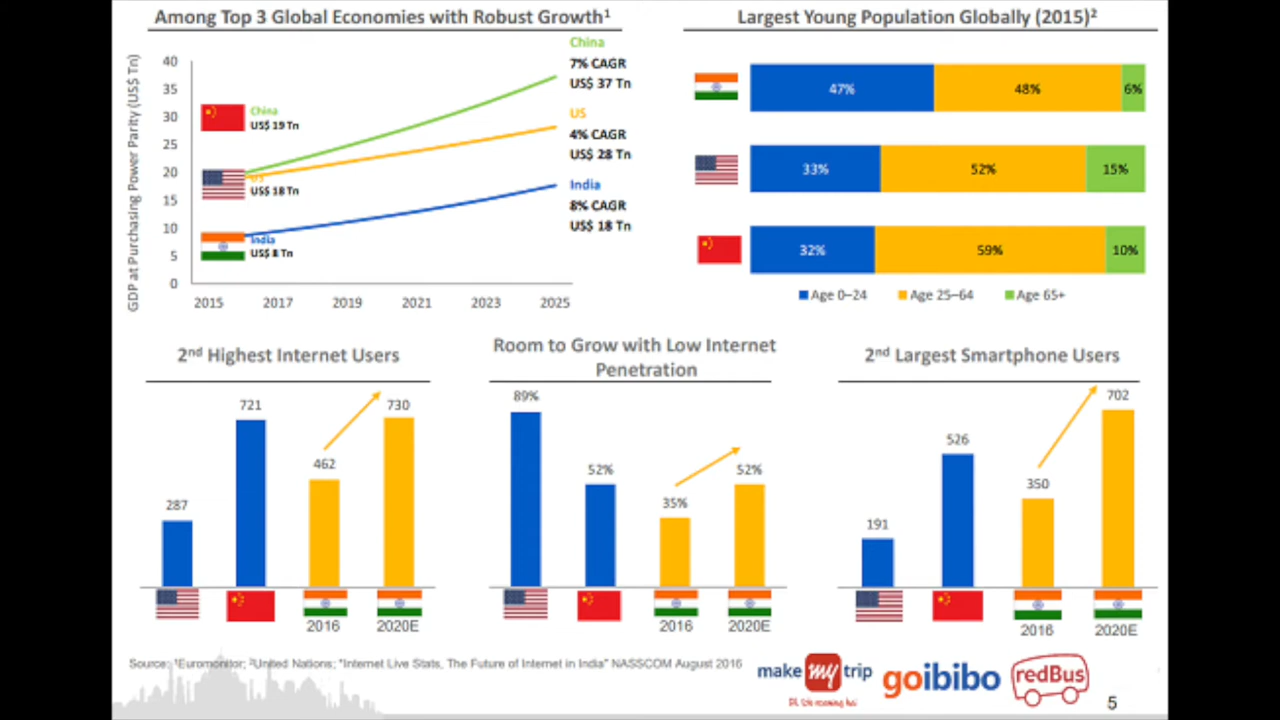 Among Top 3 Global Economies with Robust Growth¹
GDP at Purchasing Power Parity (US$ Tn)
40
35
30
25
20
15
10
5
0
China
US$ 19 Tn
US$ 18 Tn
India
US$ 8 Tn
China
7% CAGR
US$ 37 Tn
US
4% CAGR
US$ 28 Tn
India
8% CAGR
US$ 18 Tn
2015 2017 2019 2021 2023 2025
Largest Young Population Globally (2015)²
47% 48% 6%
33% 52% 15%
32% 59% 10%
Age 0–24 Age 25–64 Age 65+
2nd Highest Internet Users
287
721
462
730
2016 2020E
Room to Grow with Low Internet
Penetration
89%
52%
35%
52%
2016 2020E
2nd Largest Smartphone Users
191
526
350
702
2016 2020E
Source: ¹Euromonitor; ²United Nations; "Internet Live Stats, The Future of Internet in India" NASSCOM August 2016
make my trip
goibibo
redBus
5